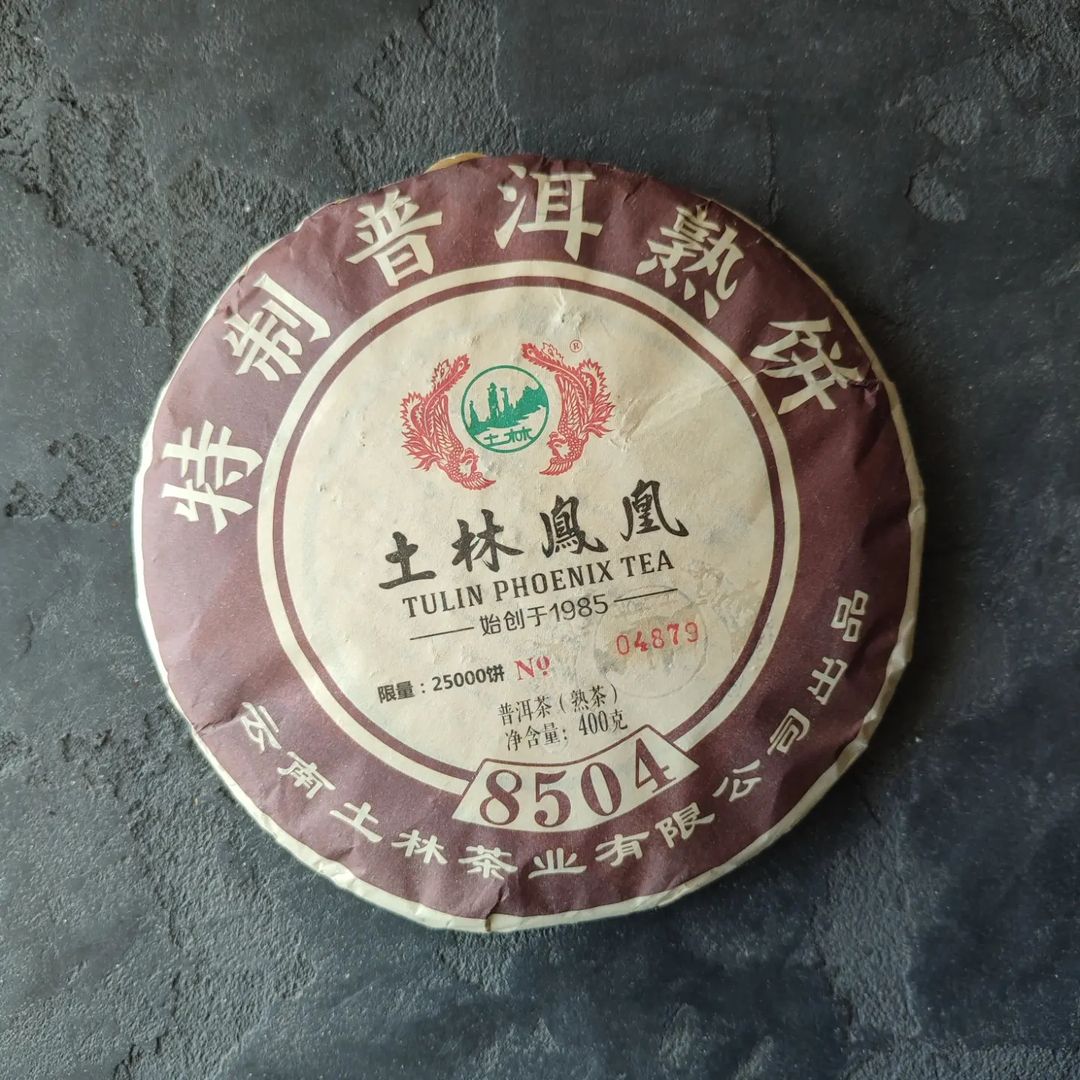 特制普洱熟饼
®
土林
土林鳳凰
TULIN PHOENIX TEA
始创于1985
04879
限量：25000饼 No
普洱茶（熟茶）
净含量：400克
8504
云南土林茶业有限公司出品